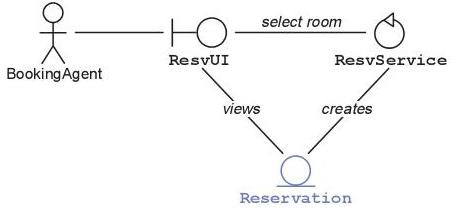 select room
BookingAgent
ResvUI
ResvService
views
creates
Reservation